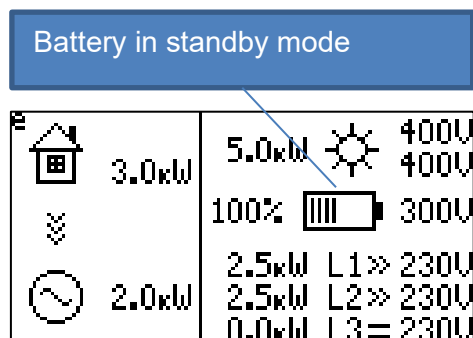 Battery in standby mode
e
3.0kW
2.0kW
5.0kW 400V
400V
100% 300V
2.5kW L1» 230V
2.5kW L2» 230V
0.0kW L3= 230V